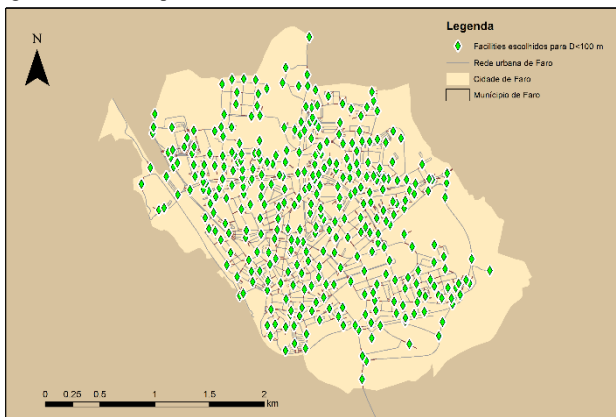 N
Legenda
Facilities escolhidos para D<100 m
Rede urbana de Faro
Cidade de Faro
Município de Faro
0 0.25 0.5 1 1.5 2
km